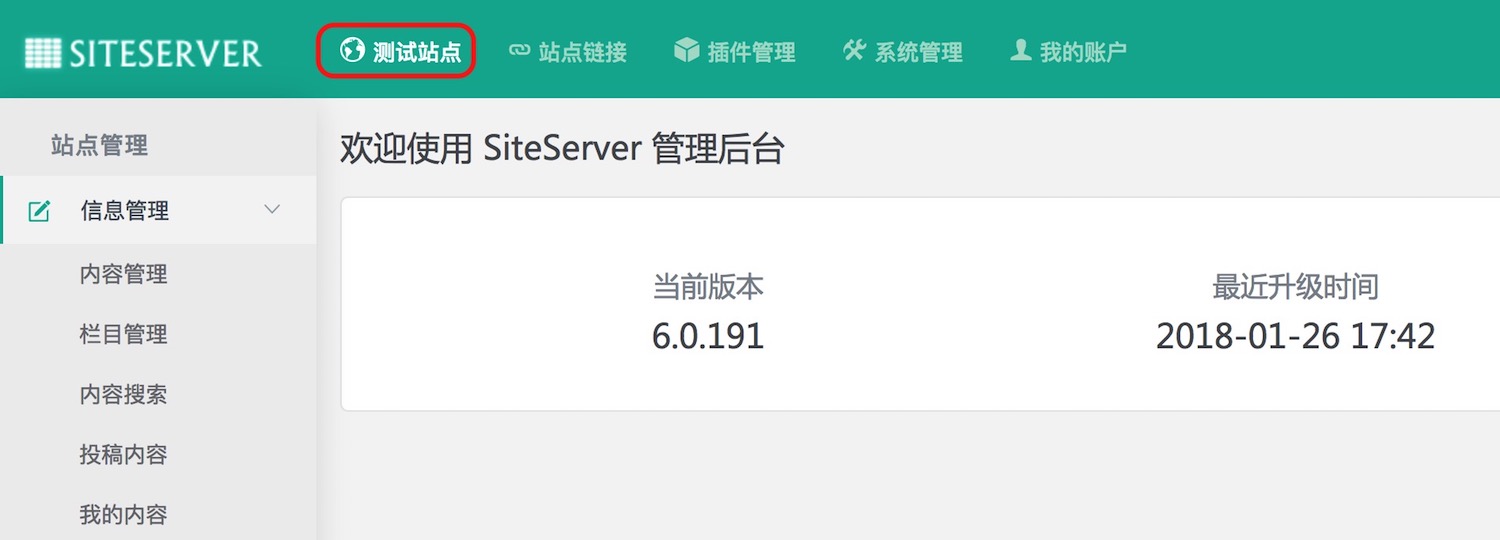 SITESERVER 测试站点 站点链接 插件管理 系统管理 我的账户
站点管理
信息管理
内容管理
栏目管理
内容搜索
投稿内容
我的内容
欢迎使用 SiteServer 管理后台
当前版本
6.0.191
最近升级时间
2018-01-26 17:42